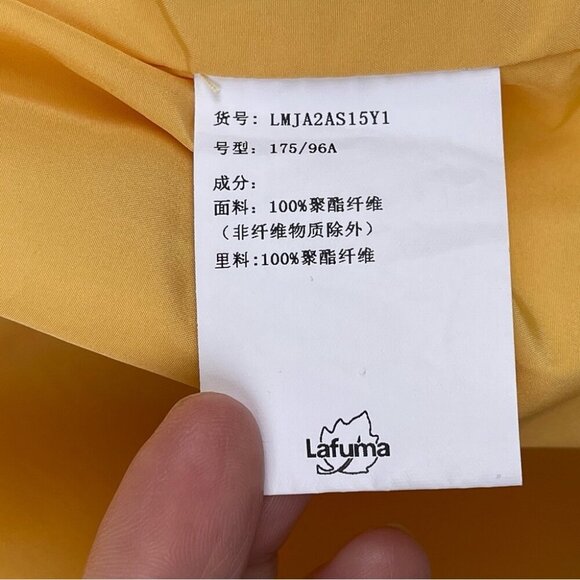 货号: LMJA2AS15Y1
号型: 175/96A
成分:
面料: 100%聚酯纤维
（非纤维物质除外）
里料:100%聚酯纤维
Lafuma